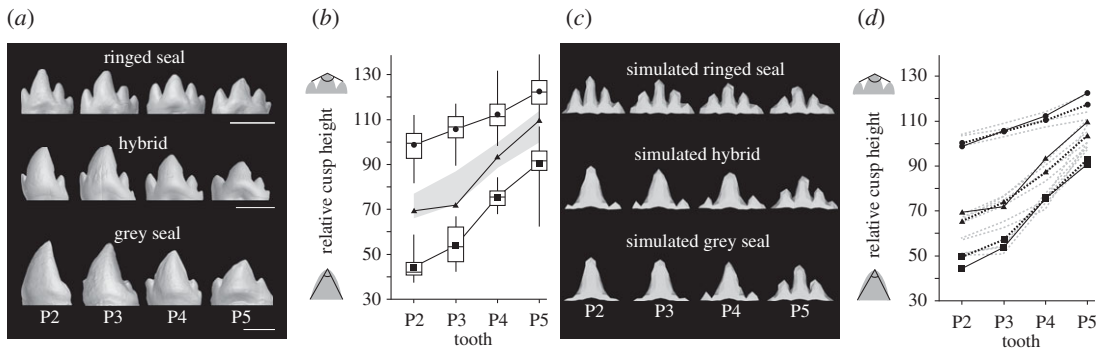 (a)
ringed seal
hybrid
grey seal
P2 P3 P4 P5
(b)
relative cusp height
130
110
90
70
50
30
P2 P3 P4 P5
tooth
(c)
simulated ringed seal
simulated hybrid
simulated grey seal
P2 P3 P4 P5
(d)
relative cusp height
130
110
90
70
50
30
P2 P3 P4 P5
tooth